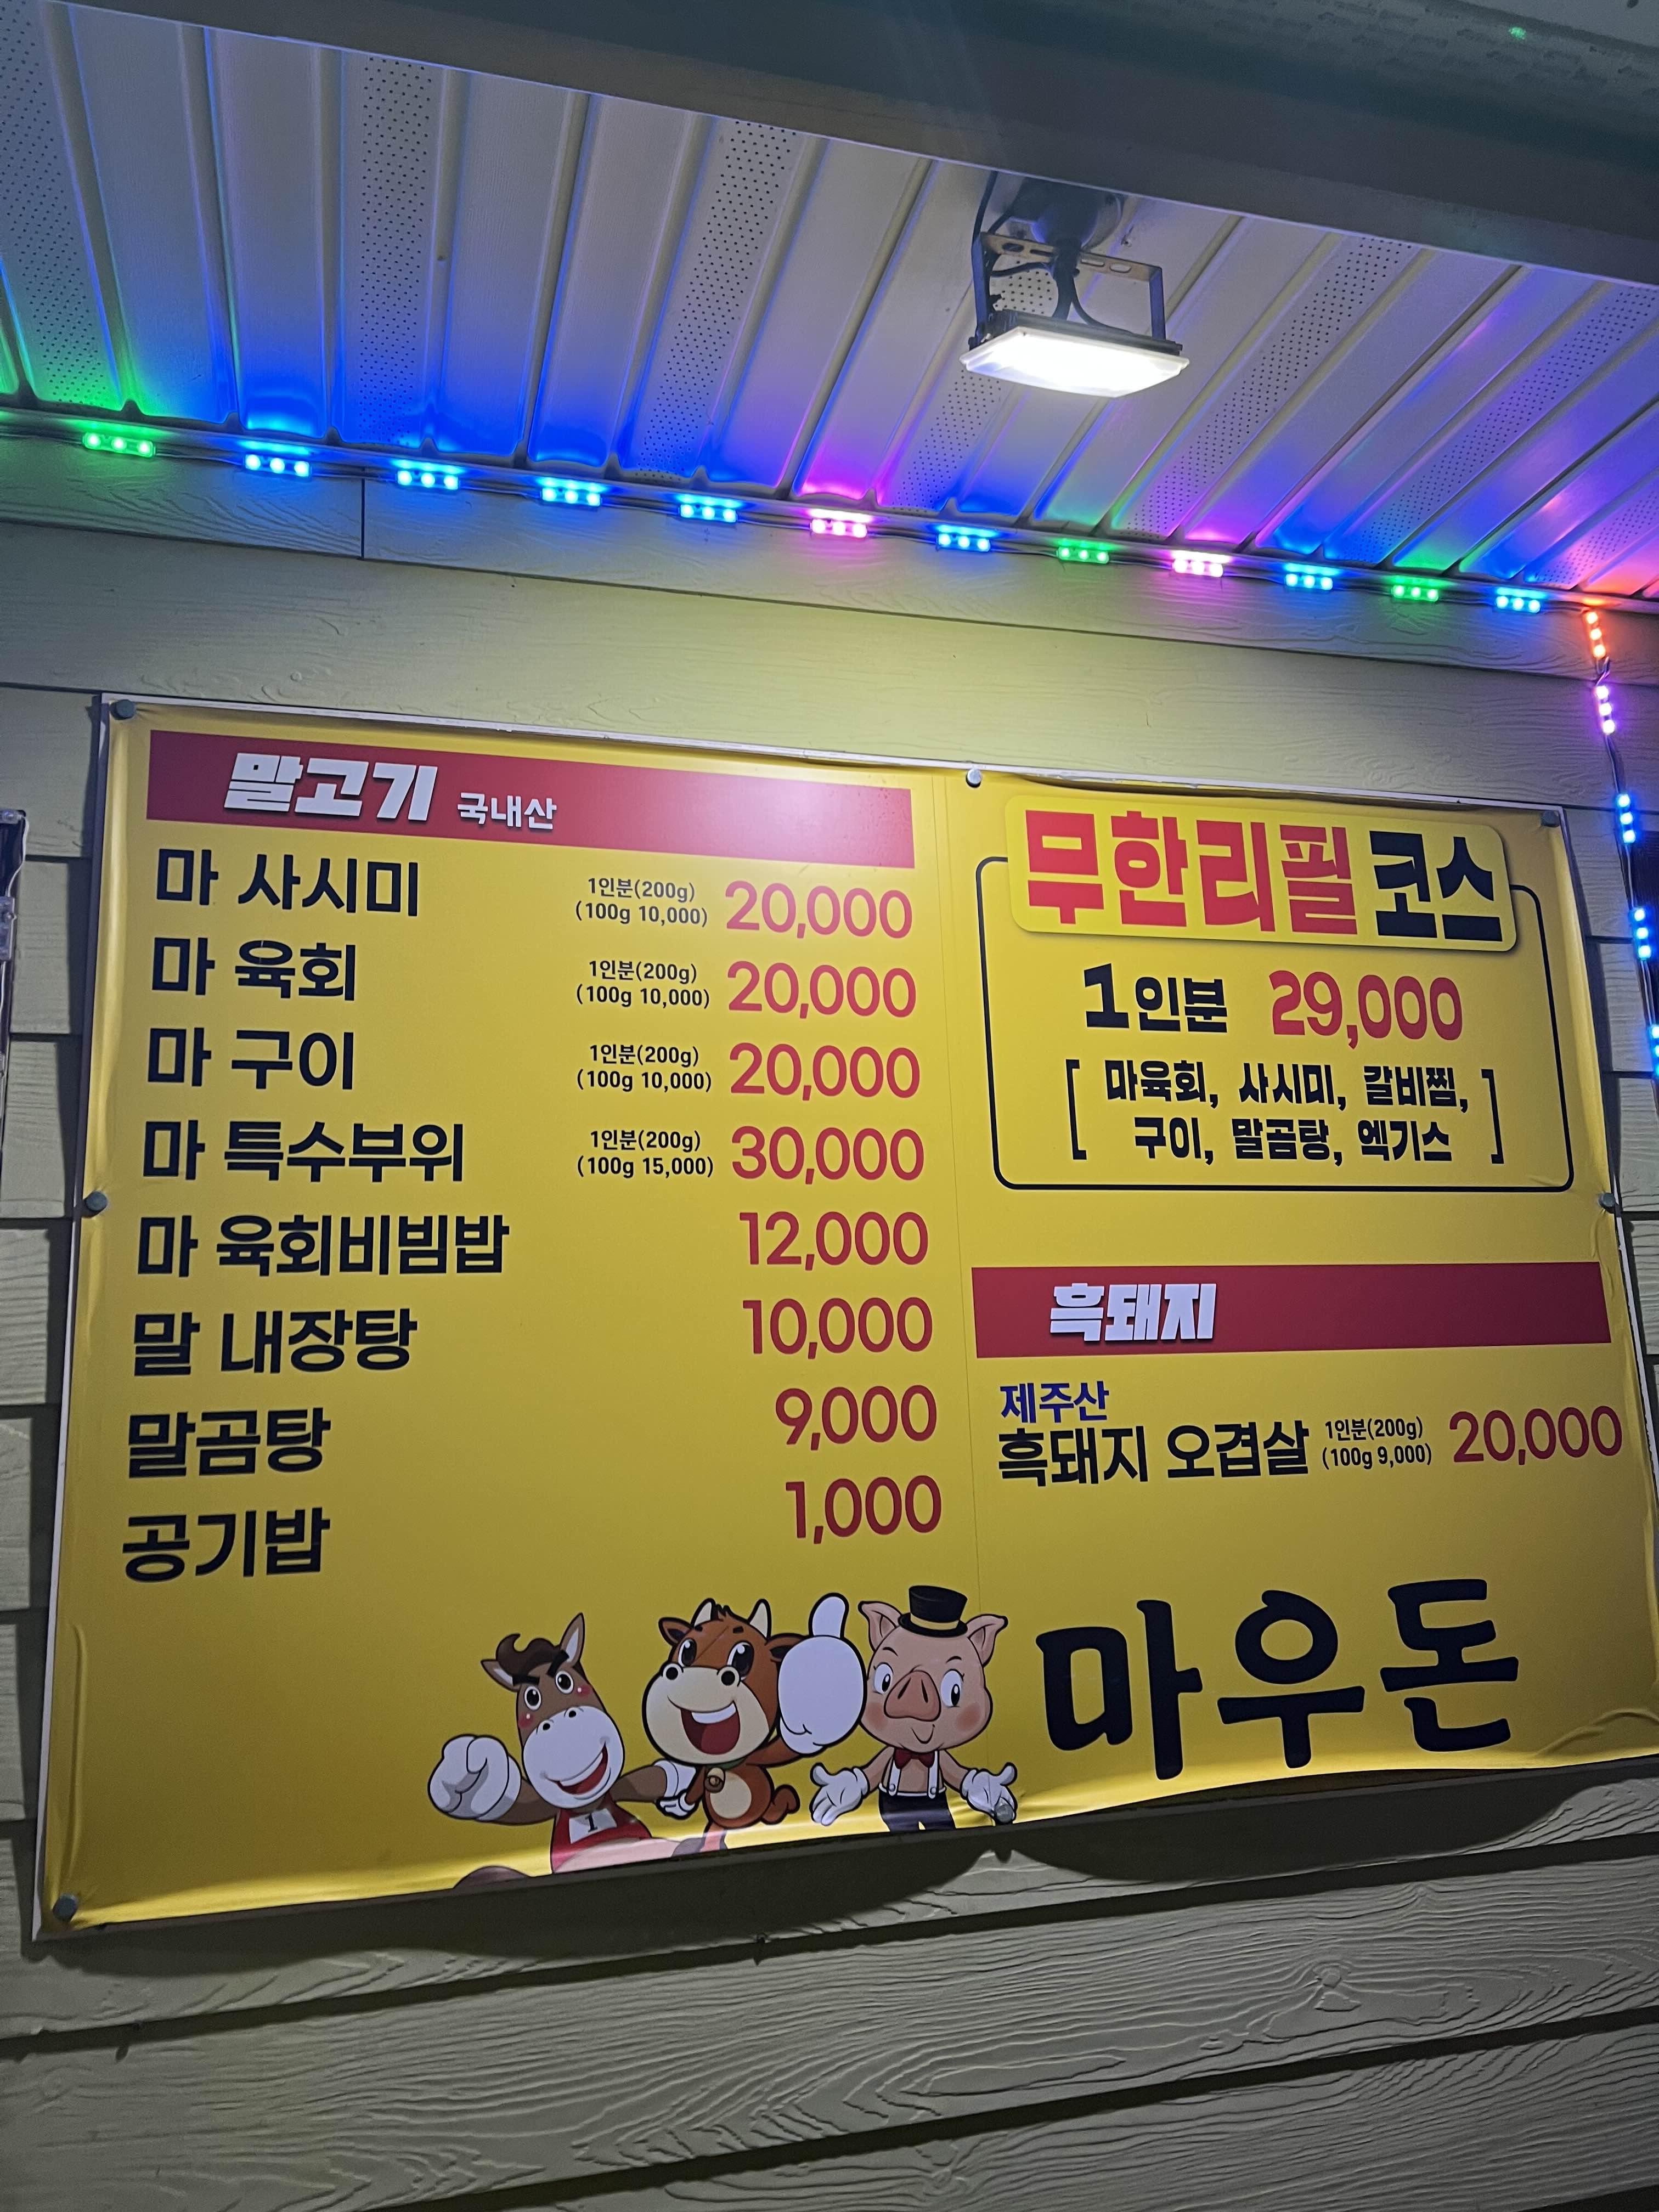 말고기 국내산
마 사시미 1인분(200g) (100g 10,000) 20,000
마 육회 1인분(200g) (100g 10,000) 20,000
마 구이 1인분(200g) (100g 10,000) 20,000
마 특수부위 1인분(200g) (100g 15,000) 30,000
마 육회비빔밥 12,000
말 내장탕 10,000
말곰탕 9,000
공기밥 1,000
무한리필 코스
1인분 29,000
[ 마육회, 사시미, 갈비찜,
구이, 말곰탕, 엑기스 ]
흑돼지
제주산
흑돼지 오겹살 1인분(200g) (100g 9,000) 20,000
1
마우돈